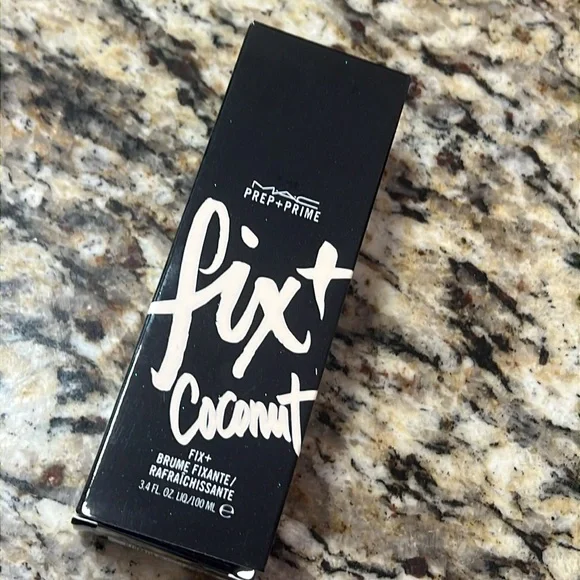 MAC
PREP+PRIME
fix+
Coconut
FIX+
BRUME FIXANTE/
RAFRAÎCHISSANTE
3.4 FL. OZ. LIQ./100 ML ℮